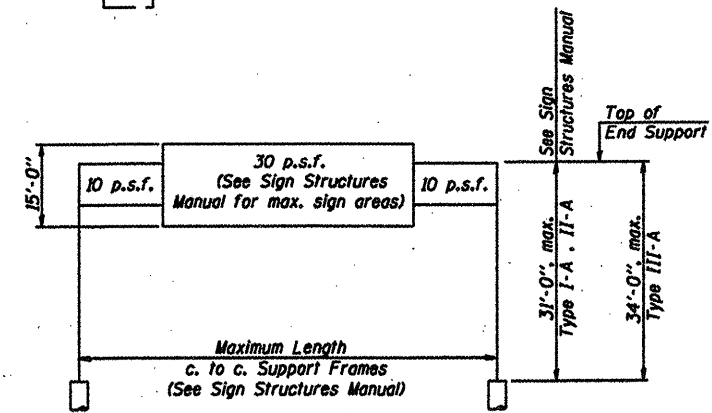 See Sign
Structures Manual
Top of
End Support
15'-0"
10 p.s.f.
30 p.s.f.
(See Sign Structures
Manual for max. sign areas)
10 p.s.f.
31'-0", max.
Type I-A , II-A
34'-0", max.
Type III-A
Maximum Length
c. to c. Support Frames
(See Sign Structures Manual)